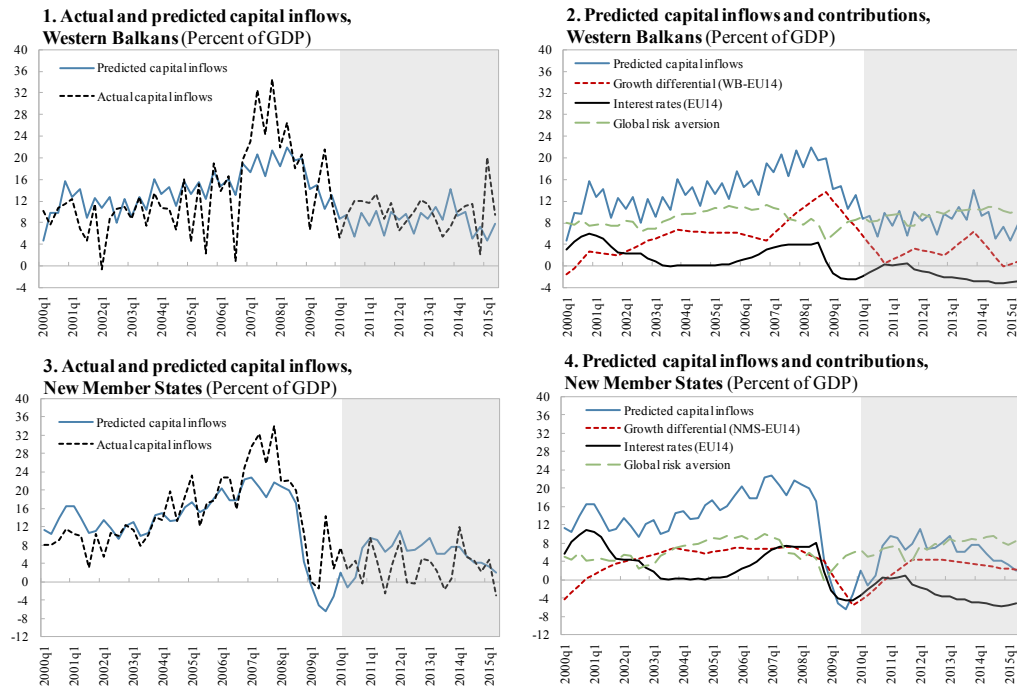 1. Actual and predicted capital inflows,
Western Balkans (Percent of GDP)
40
36
32
28
24
20
16
12
8
4
0
-4
Predicted capital inflows
Actual capital inflows
2000q1
2001q1
2002q1
2003q1
2004q1
2005q1
2006q1
2007q1
2008q1
2009q1
2010q1
2011q1
2012q1
2013q1
2014q1
2015q1
2. Predicted capital inflows and contributions,
Western Balkans (Percent of GDP)
40
36
32
28
24
20
16
12
8
4
0
-4
Predicted capital inflows
Growth differential (WB-EU14)
Interest rates (EU14)
Global risk aversion
2000q1
2001q1
2002q1
2003q1
2004q1
2005q1
2006q1
2007q1
2008q1
2009q1
2010q1
2011q1
2012q1
2013q1
2014q1
2015q1
3. Actual and predicted capital inflows,
New Member States (Percent of GDP)
40
36
32
28
24
20
16
12
8
4
0
-4
-8
-12
Predicted capital inflows
Actual capital inflows
2000q1
2001q1
2002q1
2003q1
2004q1
2005q1
2006q1
2007q1
2008q1
2009q1
2010q1
2011q1
2012q1
2013q1
2014q1
2015q1
4. Predicted capital inflows and contributions,
New Member States (Percent of GDP)
40
36
32
28
24
20
16
12
8
4
0
-4
-8
-12
Predicted capital inflows
Growth differential (NMS-EU14)
Interest rates (EU14)
Global risk aversion
2000q1
2001q1
2002q1
2003q1
2004q1
2005q1
2006q1
2007q1
2008q1
2009q1
2010q1
2011q1
2012q1
2013q1
2014q1
2015q1